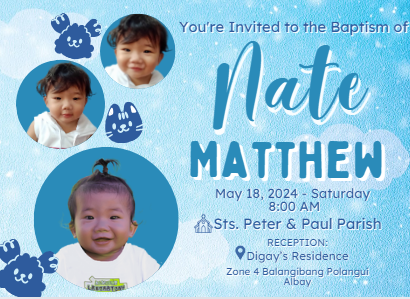 You're Invited to the Baptism of
Nate
MATTHEW
May 18, 2024 - Saturday
8:00 AM
Sts. Peter & Paul Parish
RECEPTION:
Digay's Residence
Zone 4 Balangibang Polangui
Albay